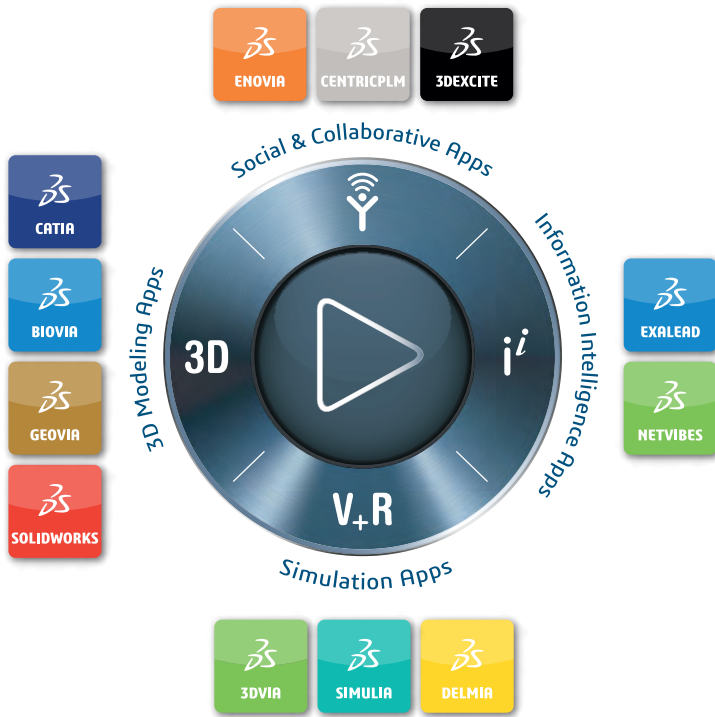 ENOVIA
CENTRICPLM
3DEXCITE
Social & Collaborative Apps
CATIA
BIOVIA
GEOVIA
SOLIDWORKS
3D Modeling Apps
3D
i i
V+R
Information Intelligence Apps
EXALEAD
NETVIBES
Simulation Apps
3DVIA
SIMULIA
DELMIA